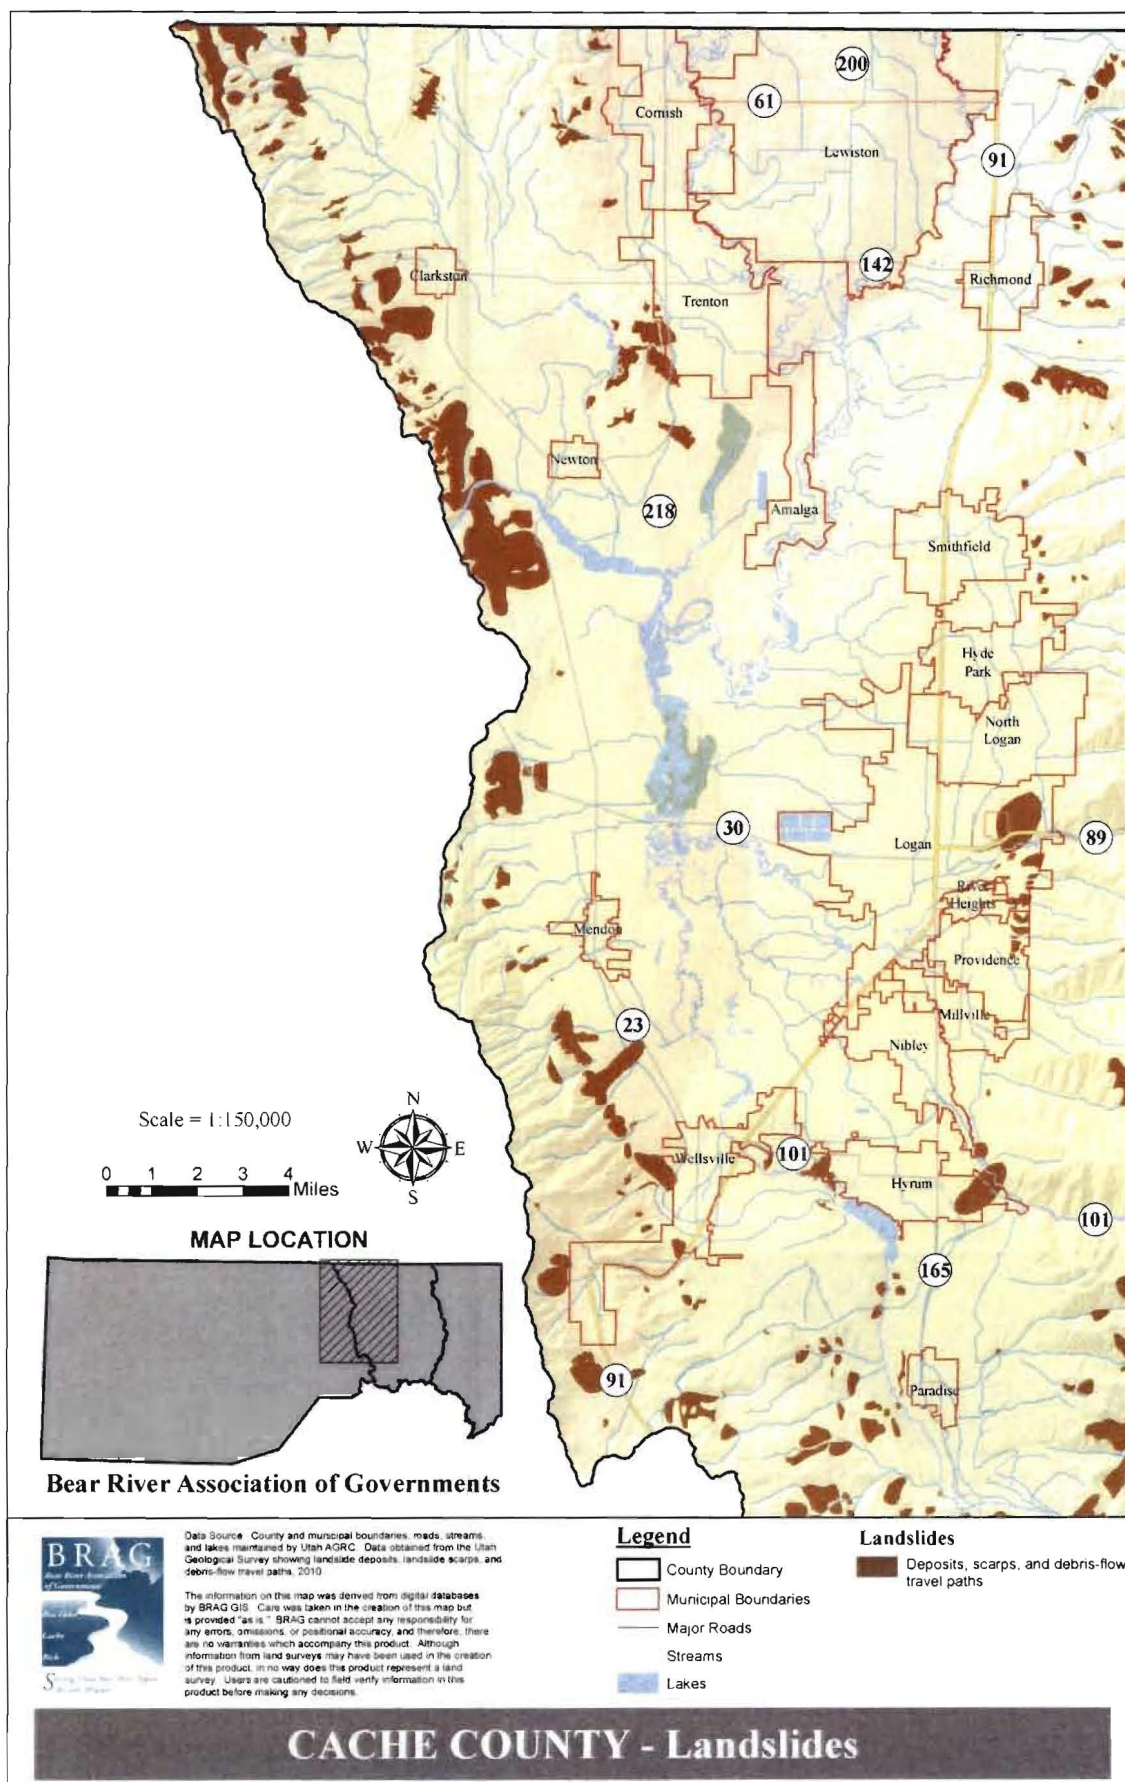 200
61
Cornish
Lewiston
91
142
Clarkston
Richmond
Trenton
Newton
218
Amalga
Smithfield
Hyde
Park
North
Logan
30
Logan
89
River
Heights
Mendon
Providence
23
Millville
Nibley
Scale = 1:150,000
N
W E
S
Wellsville
101
Hyrum
0 1 2 3 4
Miles
101
MAP LOCATION
165
91
Paradise
Bear River Association of Governments
BRAG
Bear River Association
of Governments
Box Elder
Cache
Rich
Data Source: County and municipal boundaries, roads, streams,
and lakes maintained by Utah AGRC. Data obtained from the Utah
Geological Survey showing landslide deposits, landslide scarps, and
debris-flow travel paths, 2010
The information on this map was derived from digital databases
by BRAG GIS. Care was taken in the creation of this map but
is provided "as is." BRAG cannot accept any responsibility for
any errors, omissions, or positional accuracy, and therefore, there
are no warranties which accompany this product. Although
information from land surveys may have been used in the creation
of this product, in no way does this product represent a land
survey. Users are cautioned to field verify information in this
product before making any decisions.
Legend
County Boundary
Municipal Boundaries
Major Roads
Streams
Lakes
Landslides
Deposits, scarps, and debris-flow
travel paths
CACHE COUNTY - Landslides